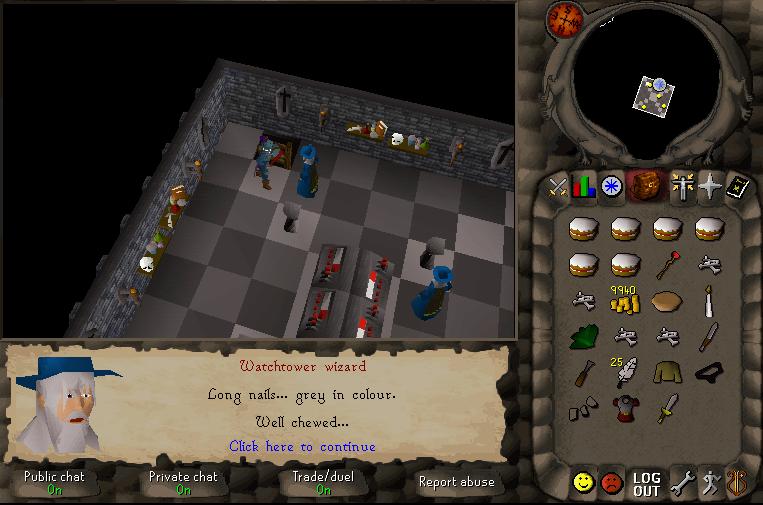 9940
25
Watchtower wizard
Long nails... grey in colour.
Well chewed...
Click here to continue
Public chat
On
Private chat
On
Trade/duel
On
Report abuse
LOG
OUT